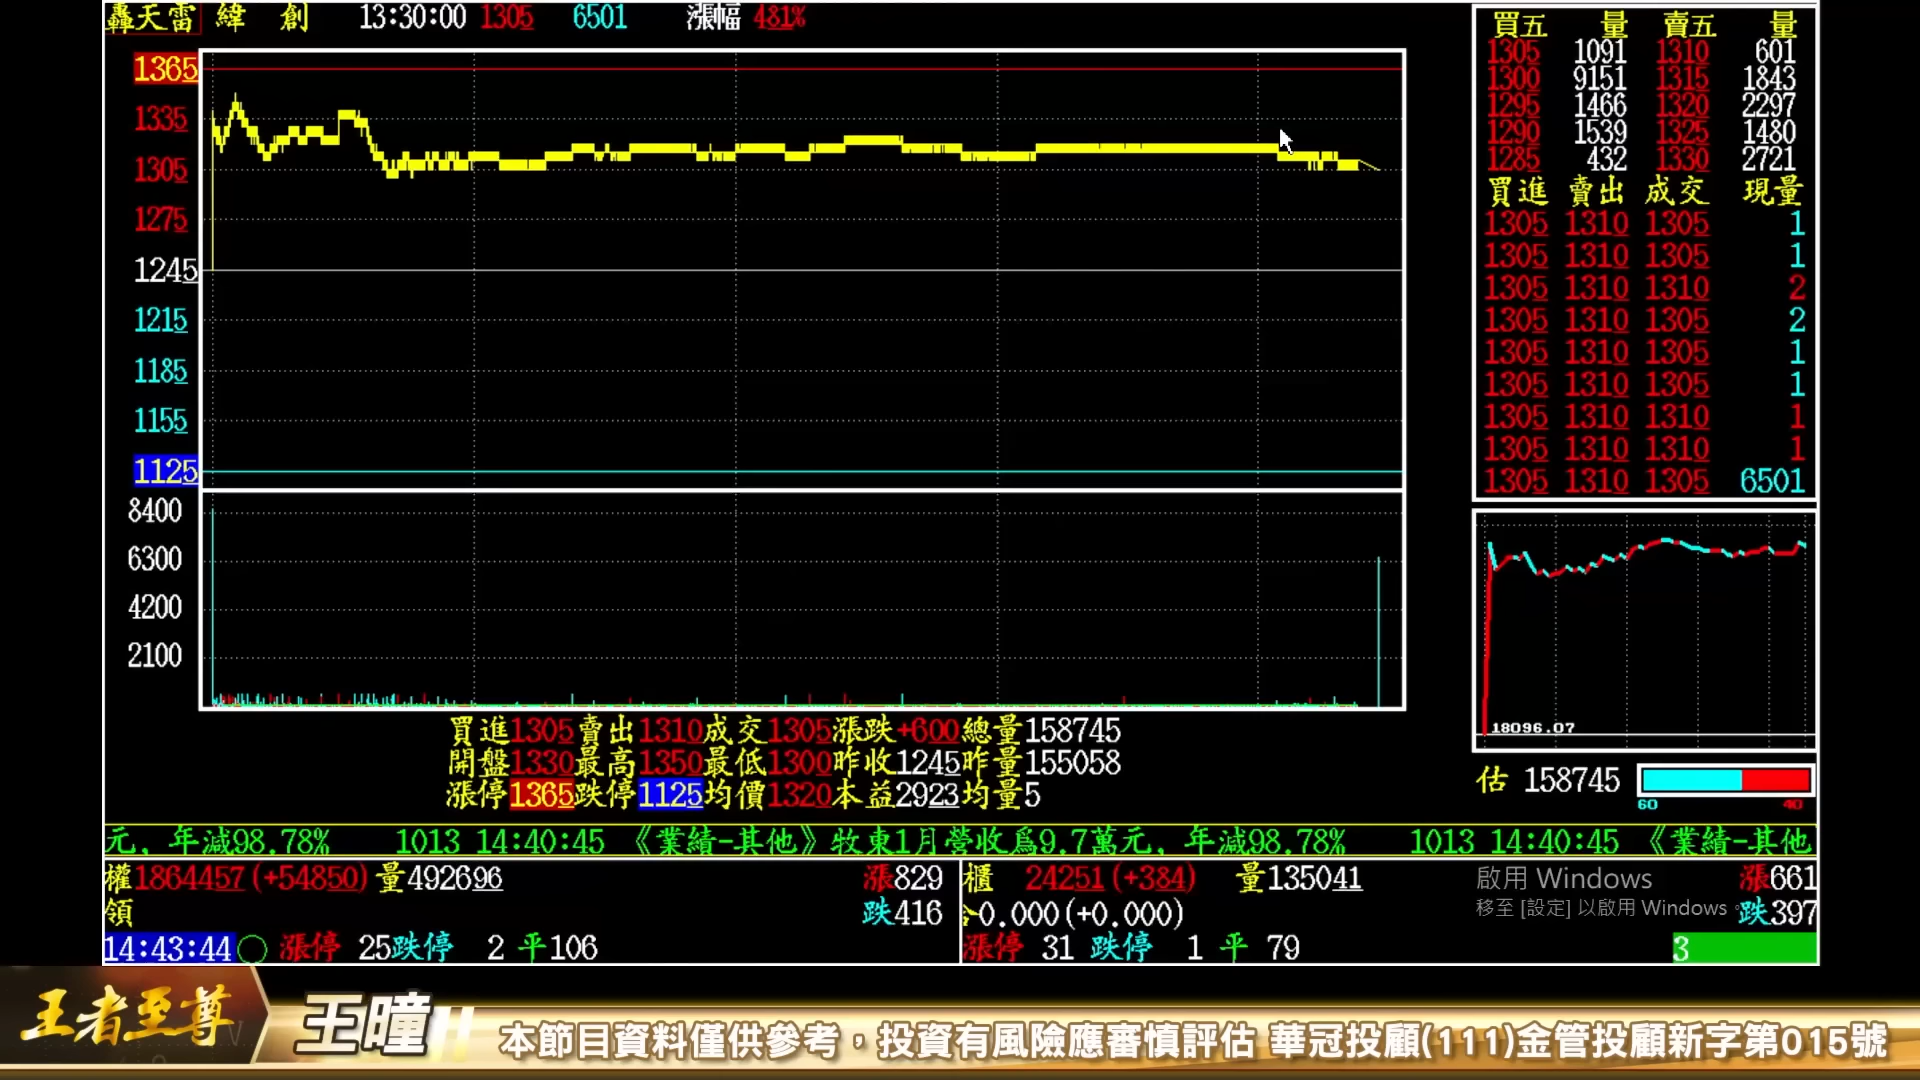 轟天雷 緯 創 13:30:00 1305 6501 漲幅 481%
1365
1335
1305
1275
1245
1215
1185
1155
1125
8400
6300
4200
2100
買五 量 賣五 量
1305 1091 1310 601
1300 9151 1315 1843
1295 1466 1320 2297
1290 1539 1325 1480
1285 432 1330 2721
買進 賣出 成交 現量
1305 1310 1305 1
1305 1310 1305 1
1305 1310 1310 2
1305 1310 1305 2
1305 1310 1305 1
1305 1310 1305 1
1305 1310 1310 1
1305 1310 1310 1
1305 1310 1305 6501
18096.07
估 158745
60 40
買進1305賣出1310成交1305漲跌+600總量158745
開盤1330最高1350最低1300昨收1245昨量155058
漲停1365跌停1125均價1320本益2923均量5
元，年減98.78% 1013 14:40:45 《業績-其他》牧東1月營收為9.7萬元，年減98.78% 1013 14:40:45 《業績-其他
權1864457(+54850)量492696 漲829
領 跌416
14:43:44 漲停 25跌停 2 平106
櫃 24251(+384) 量135041 漲661
0.000(+0.000) 跌397
漲停 31 跌停 1 平 79 3
啟用 Windows
移至 [設定] 以啟用 Windows。
王者至尊 王曈 本節目資料僅供參考，投資有風險應審慎評估 華冠投顧(111)金管投顧新字第015號